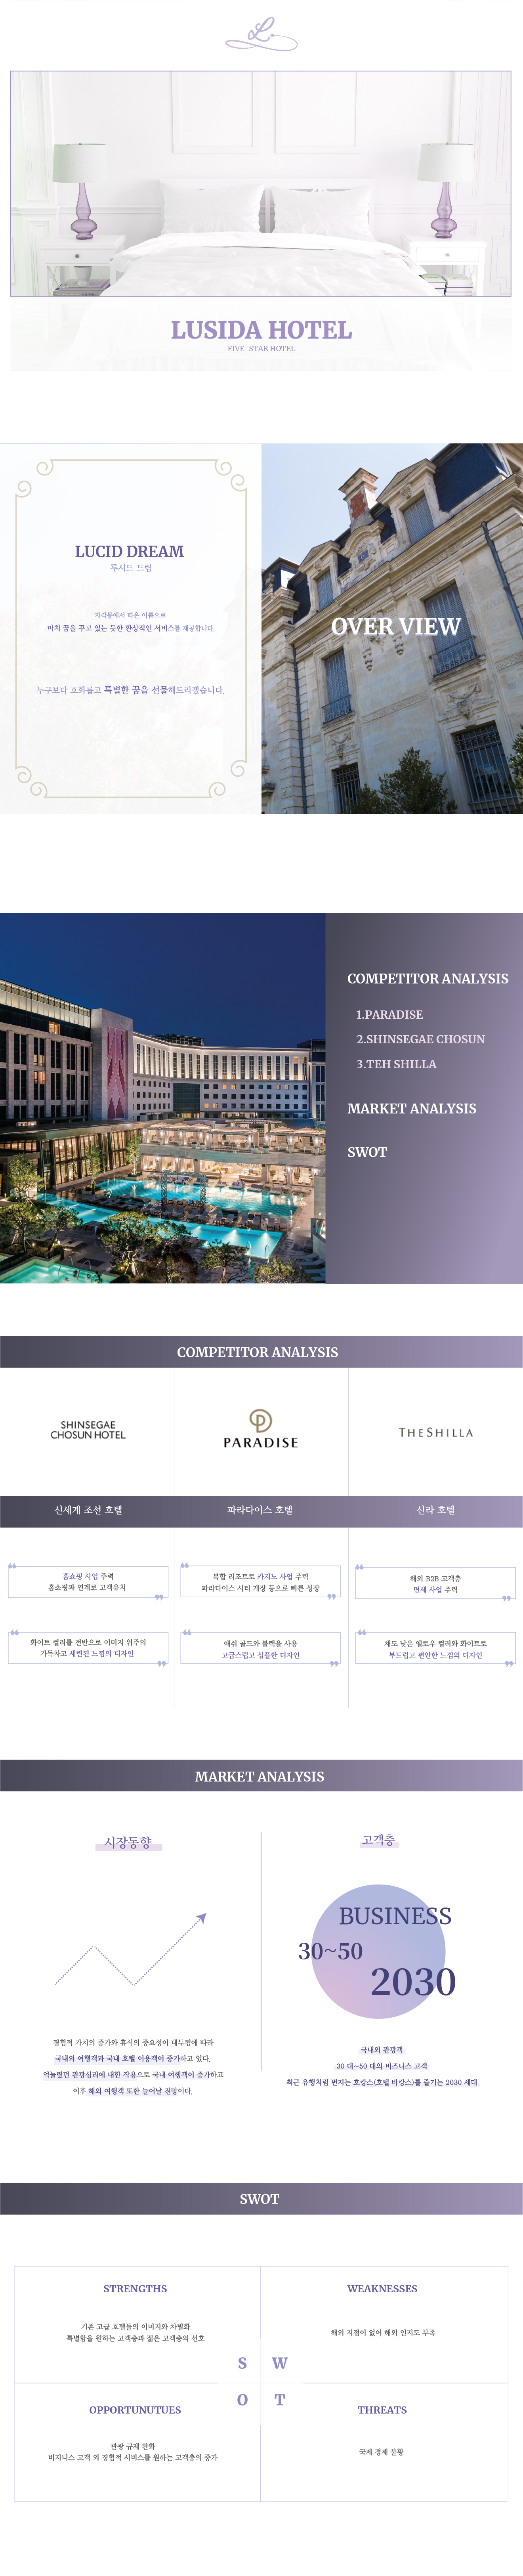 L
LUSIDA HOTEL
FIVE-STAR HOTEL
LUCID DREAM
루시드 드림
자각몽에서 따온 이름으로
마치 꿈을 꾸고 있는 듯한 환상적인 서비스를 제공합니다.
누구보다 호화롭고 특별한 꿈을 선물해드리겠습니다.
OVER VIEW
COMPETITOR ANALYSIS
1.PARADISE
2.SHINSEGAE CHOSUN
3.TEH SHILLA
MARKET ANALYSIS
SWOT
COMPETITOR ANALYSIS
SHINSEGAE
CHOSUN HOTEL
PARADISE
THE SHILLA
신세계 조선 호텔
파라다이스 호텔
신라 호텔
홈쇼핑 사업 주력
홈쇼핑과 연계로 고객유치
복합 리조트로 카지노 사업 주력
파라다이스 시티 개장 등으로 빠른 성장
해외 B2B 고객층
면세 사업 주력
화이트 컬러를 전반으로 이미지 위주의
가득차고 세련된 느낌의 디자인
애쉬 골드와 블랙을 사용
고급스럽고 심플한 디자인
채도 낮은 옐로우 컬러와 화이트로
부드럽고 편안한 느낌의 디자인
MARKET ANALYSIS
시장동향
경험적 가치의 증가와 휴식의 중요성이 대두됨에 따라
국내외 여행객과 국내 호텔 이용객이 증가하고 있다.
억눌렸던 관광심리에 대한 작용으로 국내 여행객이 증가하고
이후 해외 여행객 또한 늘어날 전망이다.
고객층
BUSINESS
30~50
2030
국내외 관광객
30 대~50 대의 비즈니스 고객
최근 유행처럼 번지는 호캉스(호텔 바캉스)를 즐기는 2030 세대
SWOT
STRENGTHS
기존 고급 호텔들의 이미지와 차별화
특별함을 원하는 고객층과 젊은 고객층의 선호
WEAKNESSES
해외 지점이 없어 해외 인지도 부족
S
W
O
T
OPPORTUNUTUES
관광 규제 완화
비지니스 고객 외 경험적 서비스를 원하는 고객층의 증가
THREATS
국제 경제 불황